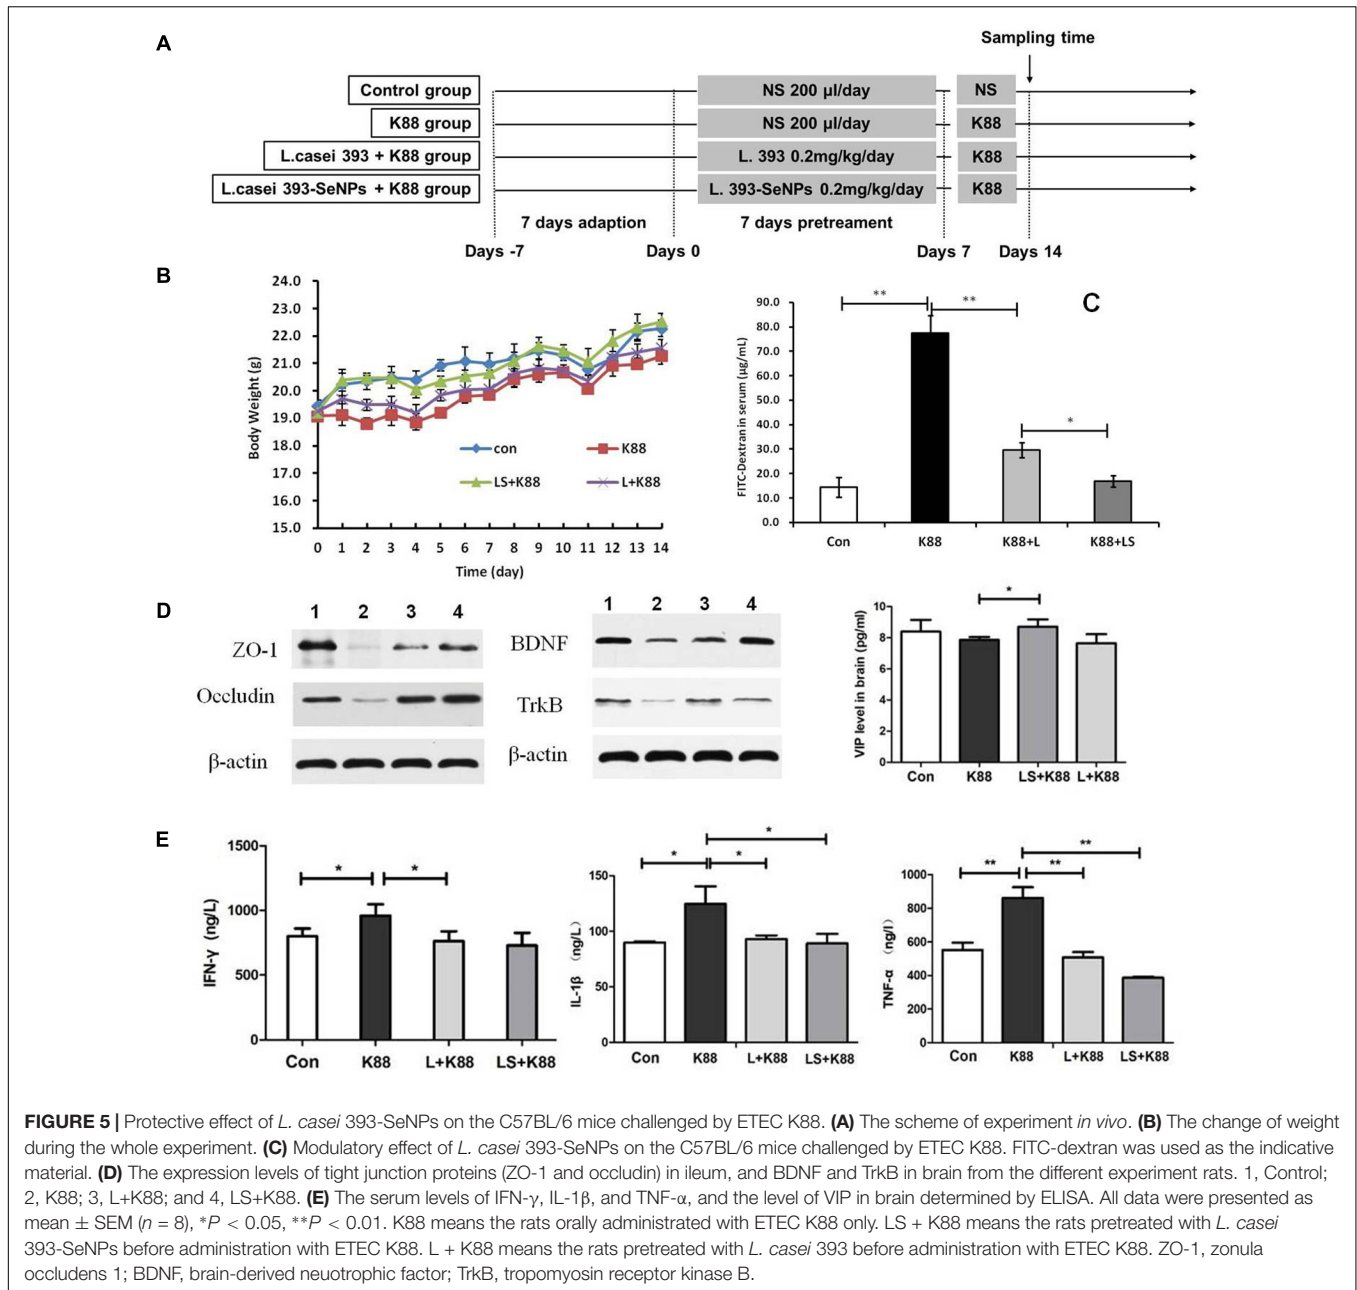 A
Sampling time
Control group
NS 200 µl/day
NS
K88 group
NS 200 µl/day
K88
L.casei 393 + K88 group
L. 393 0.2mg/kg/day
K88
L.casei 393-SeNPs + K88 group
L. 393-SeNPs 0.2mg/kg/day
K88
7 days adaption
7 days pretreament
Days -7
Days 0
Days 7
Days 14
B
24.0
23.0
22.0
21.0
20.0
19.0
18.0
17.0
16.0
15.0
Body Weight (g)
con
K88
LS+K88
L+K88
0 1 2 3 4 5 6 7 8 9 10 11 12 13 14
Time (day)
C
90.0
80.0
70.0
60.0
50.0
40.0
30.0
20.0
10.0
0.0
FITC-Dextran in serum (µg/mL)
** **
*
Con K88 K88+L K88+LS
D
1 2 3 4
ZO-1
Occludin
β-actin
1 2 3 4
BDNF
TrkB
β-actin
10
8
6
4
2
0
VIP level in brain (pg/ml)
*
Con K88 LS+K88 L+K88
E
1500
1000
500
0
IFN-γ (ng/L)
* *
Con K88 L+K88 LS+K88
150
100
50
0
IL-1β (ng/L)
*
* *
Con K88 L+K88 LS+K88
1000
800
600
400
200
0
TNF-α (ng/l)
**
** **
Con K88 L+K88 LS+K88
FIGURE 5 | Protective effect of L. casei 393-SeNPs on the C57BL/6 mice challenged by ETEC K88. (A) The scheme of experiment in vivo. (B) The change of weight
during the whole experiment. (C) Modulatory effect of L. casei 393-SeNPs on the C57BL/6 mice challenged by ETEC K88. FITC-dextran was used as the indicative
material. (D) The expression levels of tight junction proteins (ZO-1 and occludin) in ileum, and BDNF and TrkB in brain from the different experiment rats. 1, Control;
2, K88; 3, L+K88; and 4, LS+K88. (E) The serum levels of IFN-γ, IL-1β, and TNF-α, and the level of VIP in brain determined by ELISA. All data were presented as
mean ± SEM (n = 8), *P < 0.05, **P < 0.01. K88 means the rats orally administrated with ETEC K88 only. LS + K88 means the rats pretreated with L. casei
393-SeNPs before administration with ETEC K88. L + K88 means the rats pretreated with L. casei 393 before administration with ETEC K88. ZO-1, zonula
occludens 1; BDNF, brain-derived neuotrophic factor; TrkB, tropomyosin receptor kinase B.